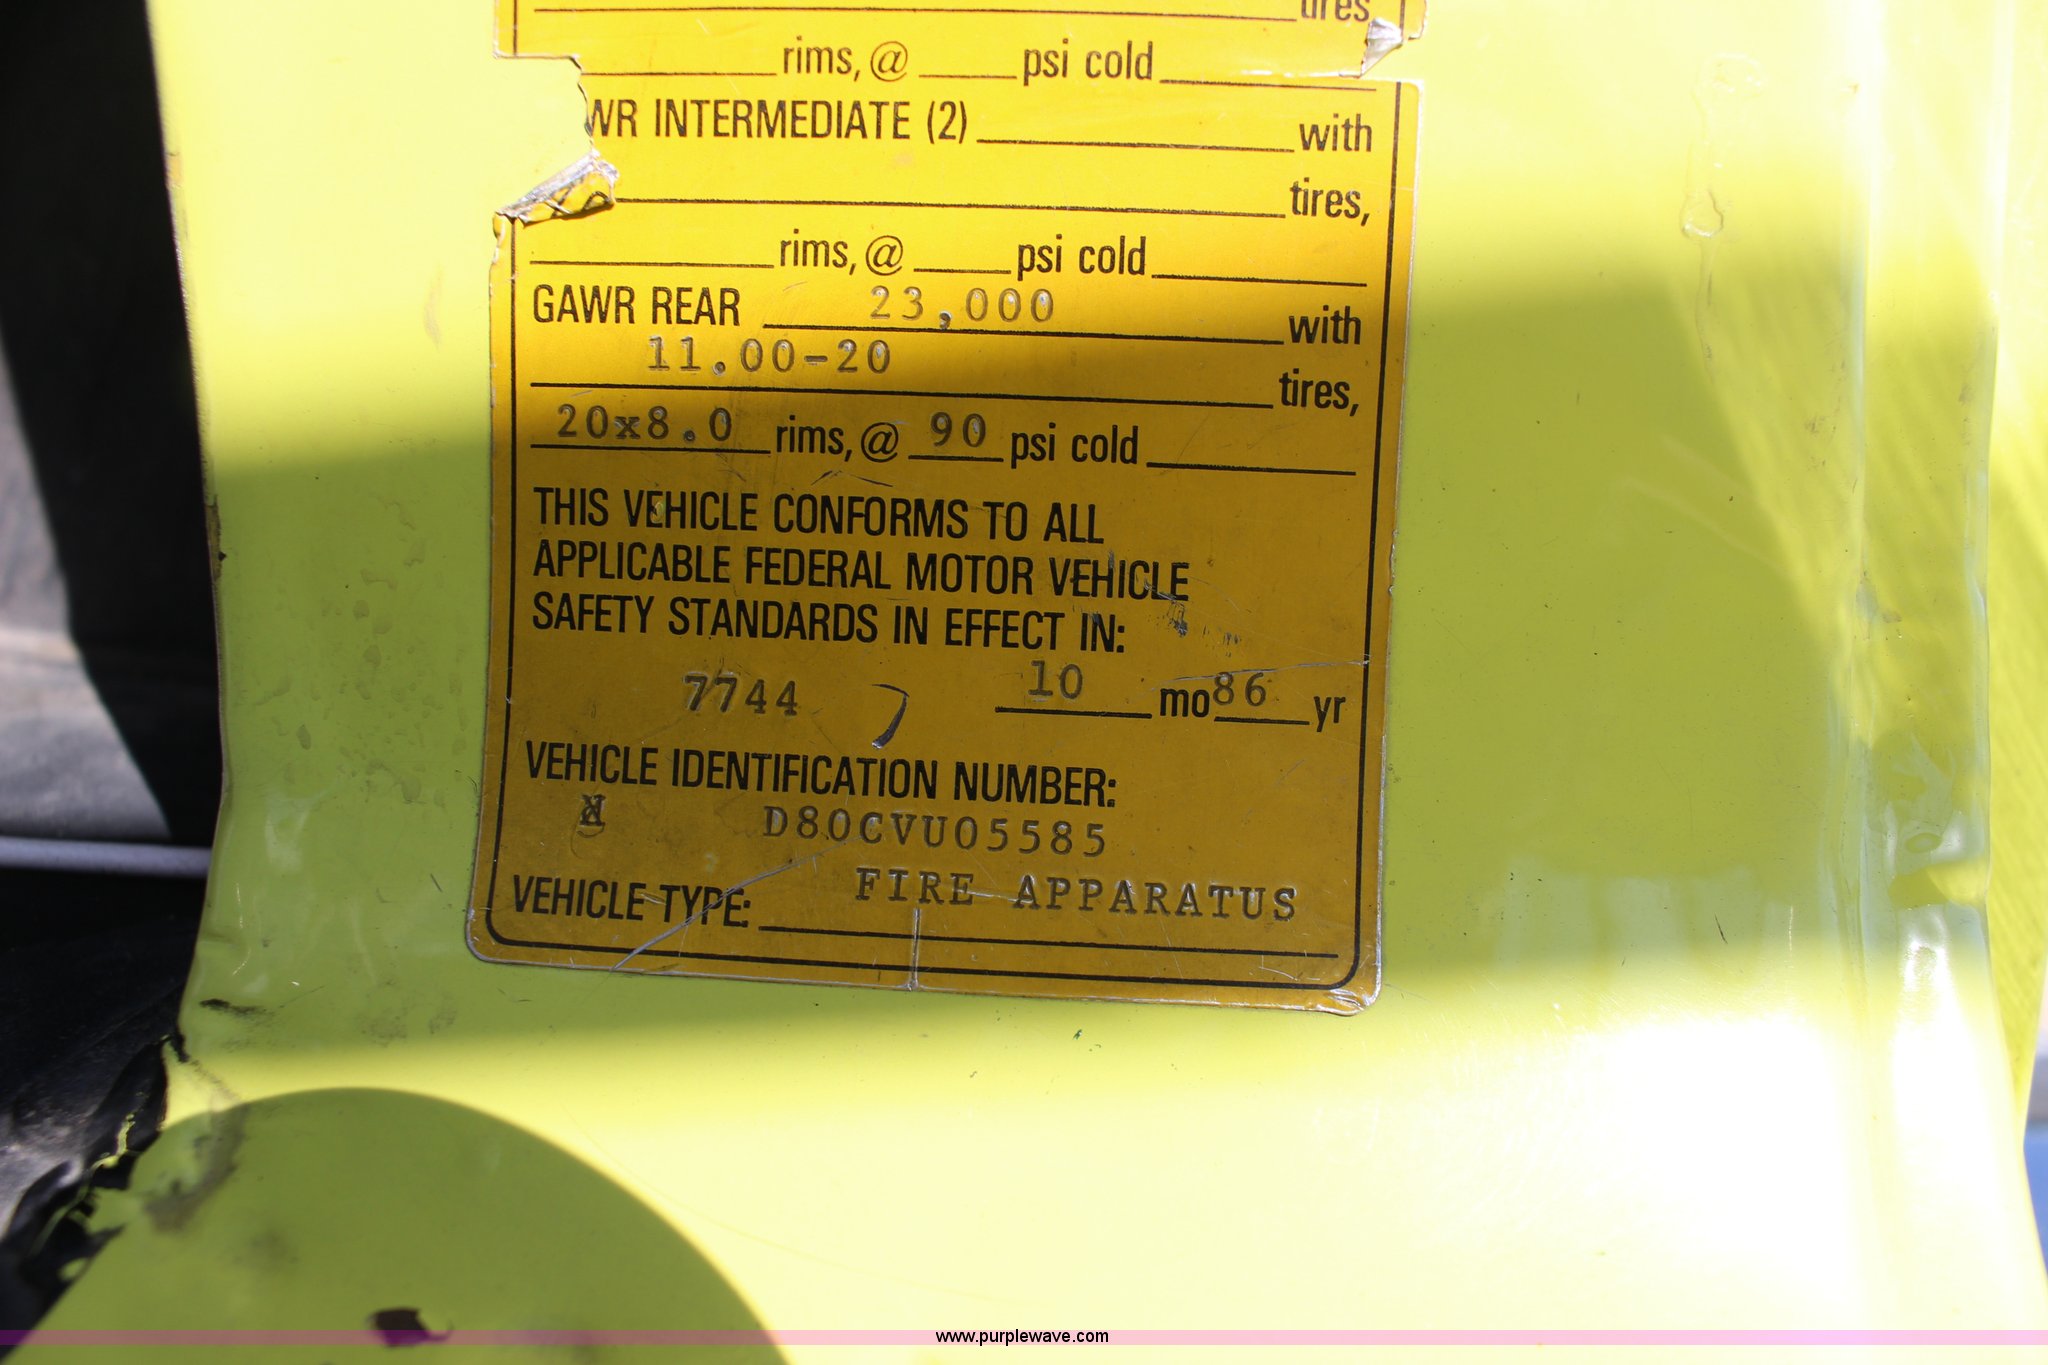 tires
rims, @ psi cold
WR INTERMEDIATE (2) with
tires,
rims, @ psi cold
GAWR REAR 23,000 with
11.00-20 tires,
20x8.0 rims, @ 90 psi cold
THIS VEHICLE CONFORMS TO ALL
APPLICABLE FEDERAL MOTOR VEHICLE
SAFETY STANDARDS IN EFFECT IN:
7744 10 mo 86 yr
VEHICLE IDENTIFICATION NUMBER:
D80CVU05585
VEHICLE TYPE: FIRE APPARATUS
www.purplewave.com